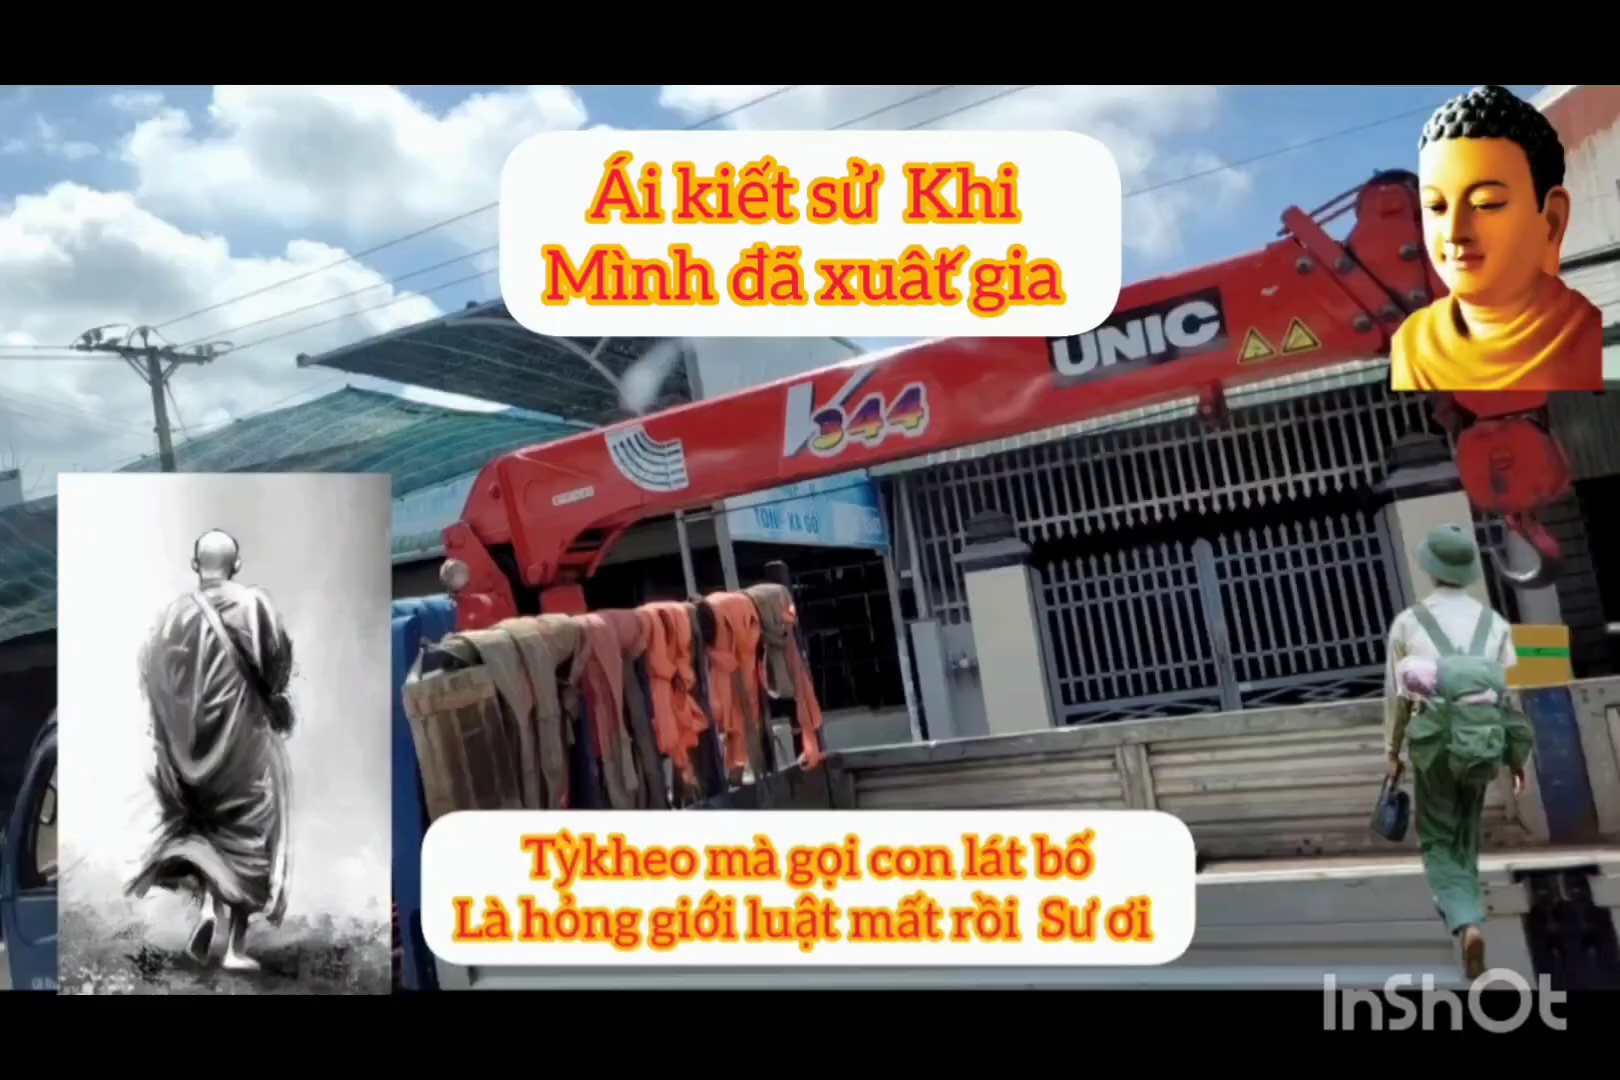 Ái kiết sử Khi
Mình đã xuất gia
UNIC
V344
TÔN - XÀ GỒ
Tỳkheo mà gọi con lát bố
Là hỏng giới luật mất rồi Sư ơi
InShOt